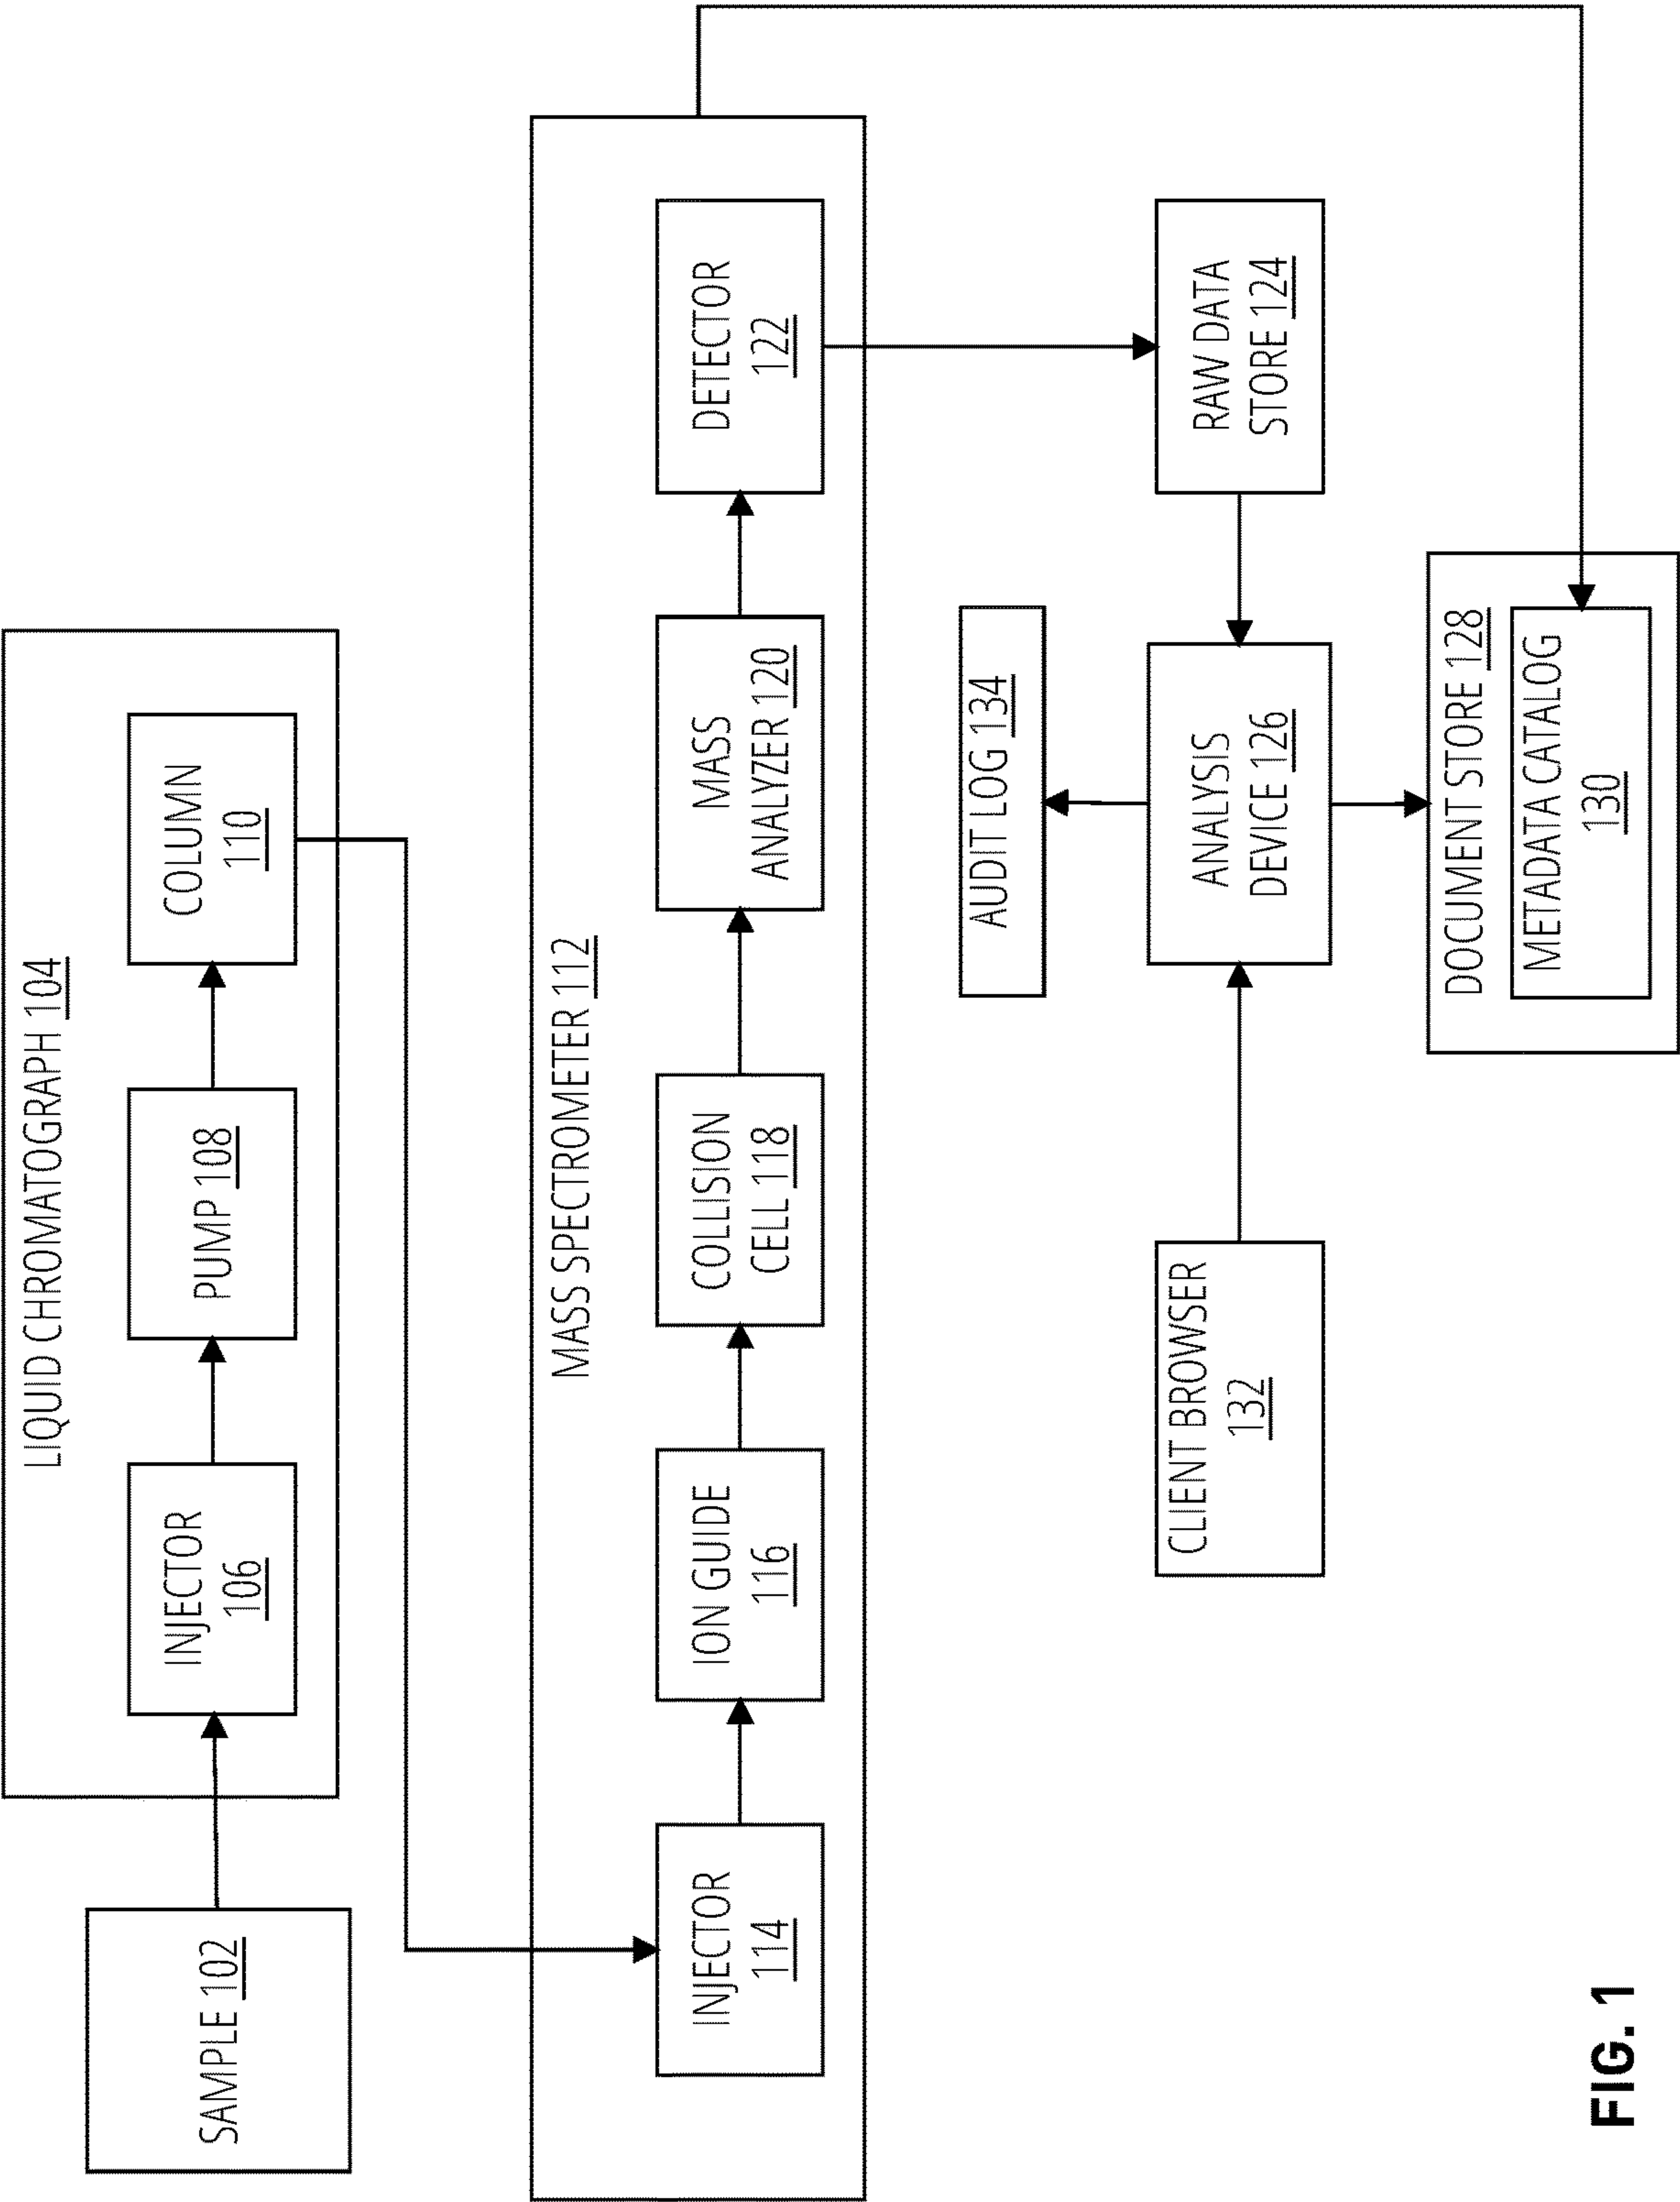 LIQUID CHROMATOGRAPH 104
SAMPLE 102
INJECTOR
106
PUMP 108
COLUMN
110
MASS SPECTROMETER 112
INJECTOR
114
ION GUIDE
116
COLLISION
CELL 118
MASS
ANALYZER 120
DETECTOR
122
AUDIT LOG 134
CLIENT BROWSER
132
ANALYSIS
DEVICE 126
RAW DATA
STORE 124
DOCUMENT STORE 128
METADATA CATALOG
130
FIG. 1